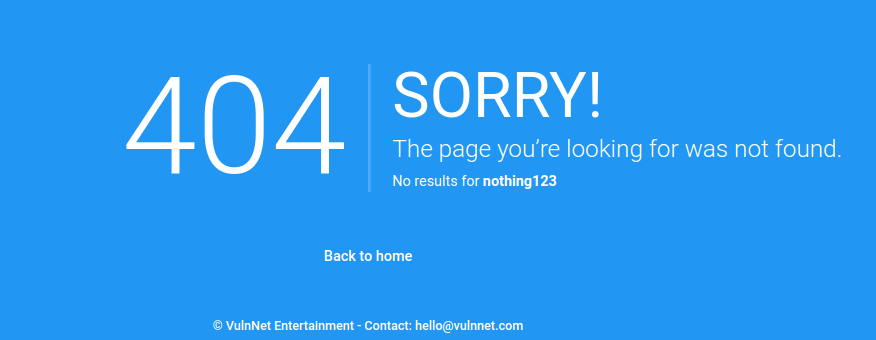 404
SORRY!
The page you’re looking for was not found.
No results for nothing123
Back to home
© VulnNet Entertainment - Contact: hello@vulnnet.com